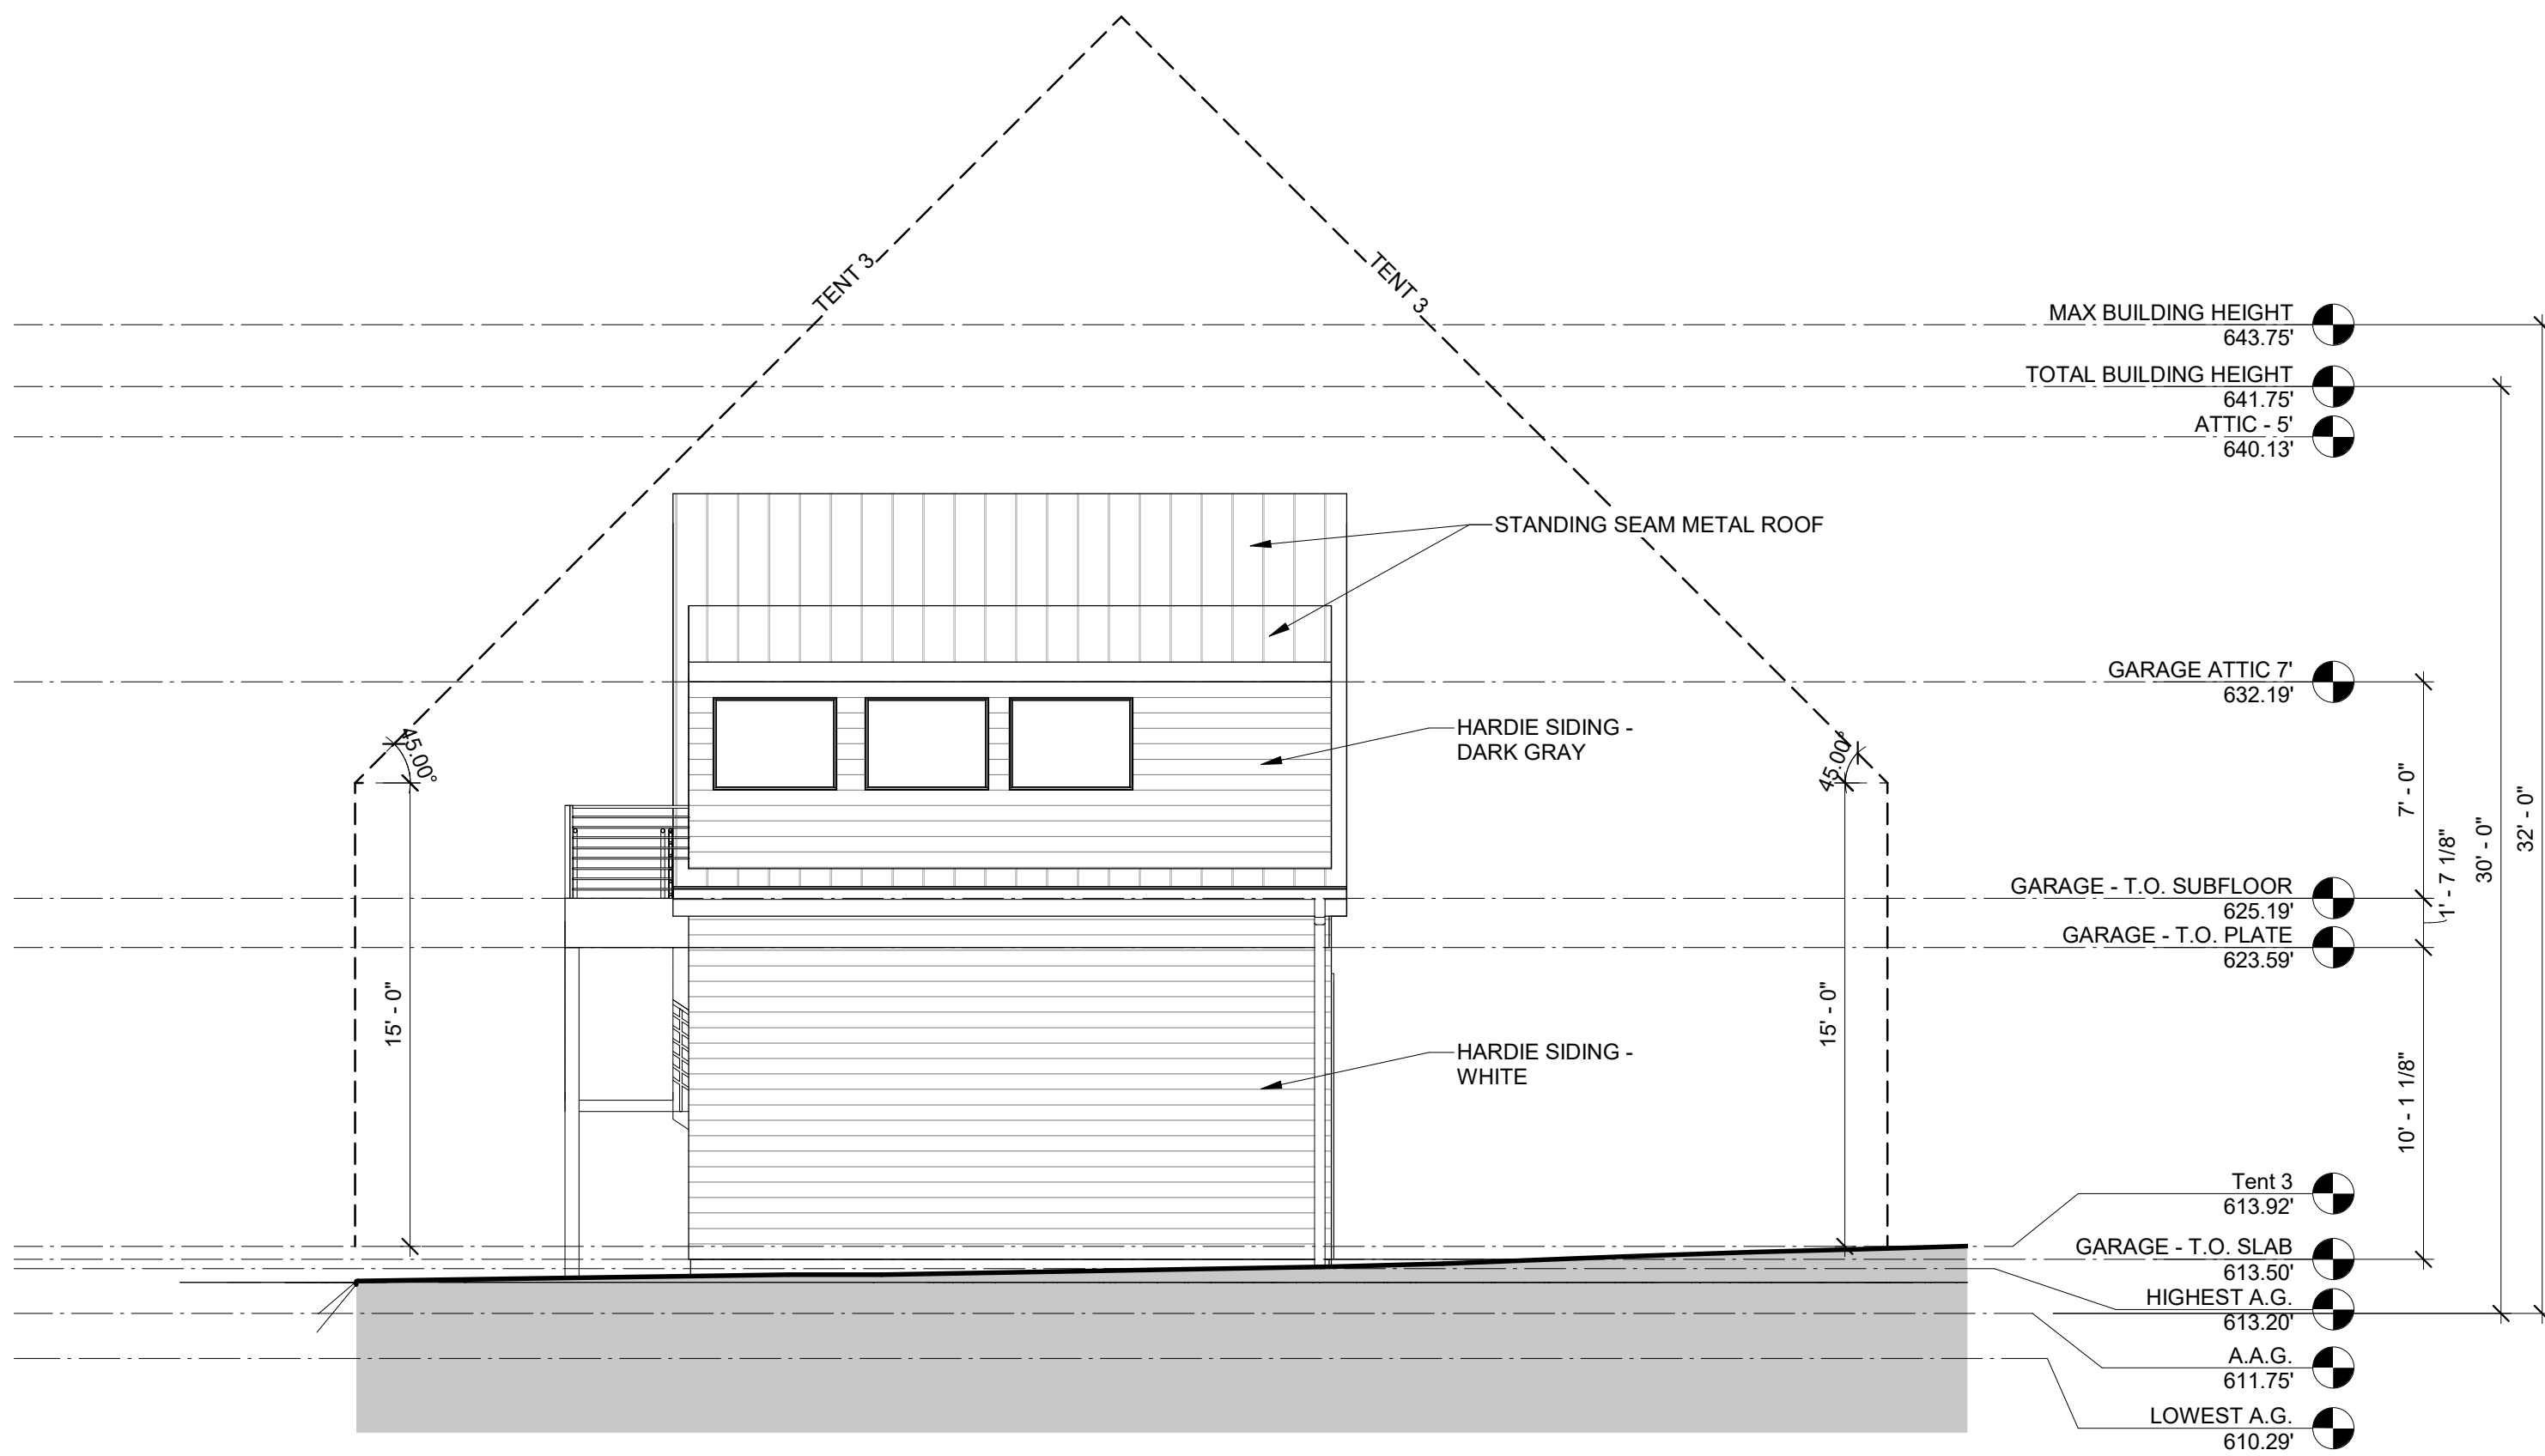 TENT 3
TENT 3
MAX BUILDING HEIGHT
643.75'
TOTAL BUILDING HEIGHT
641.75'
ATTIC - 5'
640.13'
STANDING SEAM METAL ROOF
GARAGE ATTIC 7'
632.19'
HARDIE SIDING -
DARK GRAY
45.00°
45.00°
7' - 0"
1' - 7 1/8"
30' - 0"
32' - 0"
GARAGE - T.O. SUBFLOOR
625.19'
GARAGE - T.O. PLATE
623.59'
15' - 0"
15' - 0"
HARDIE SIDING -
WHITE
10' - 1 1/8"
Tent 3
613.92'
GARAGE - T.O. SLAB
613.50'
HIGHEST A.G.
613.20'
A.A.G.
611.75'
LOWEST A.G.
610.29'